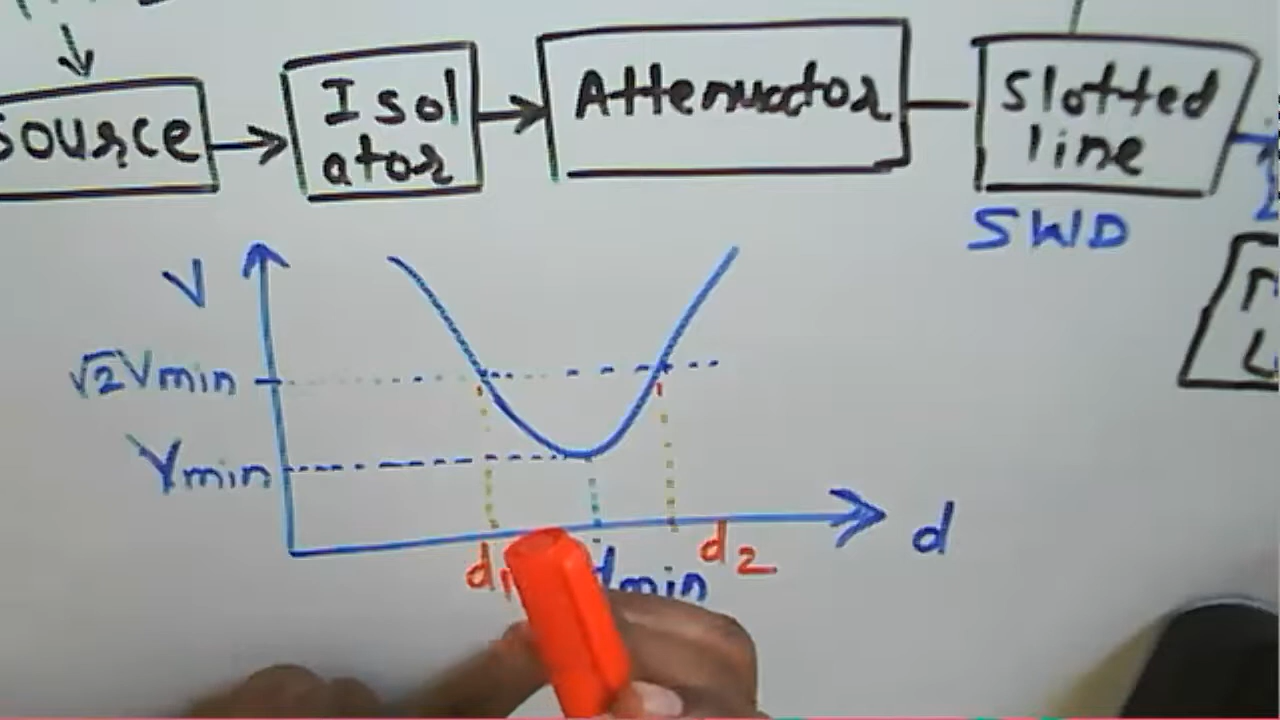 Source
Isol
ator
Attenuator
Slotted
line
SWD
V
√2Vmin
Vmin
d1
dmin
d2
d